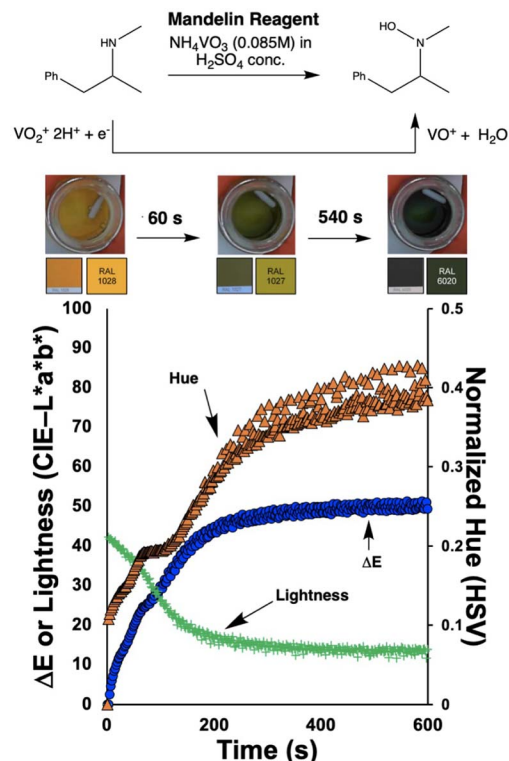 Mandelin Reagent
NH4VO3 (0.085M) in
H2SO4 conc.
HN
Ph
HO
N
Ph
VO2+ 2H+ + e-
VO+ + H2O
60 s
540 s
RAL
1028
RAL
1027
RAL
6020
ΔE or Lightness (CIE–L*a*b*)
100
90
80
70
60
50
40
30
20
10
0
Hue
ΔE
Lightness
0.5
0.4
0.3
0.2
0.1
0
Normalized Hue (HSV)
0
200
400
600
Time (s)